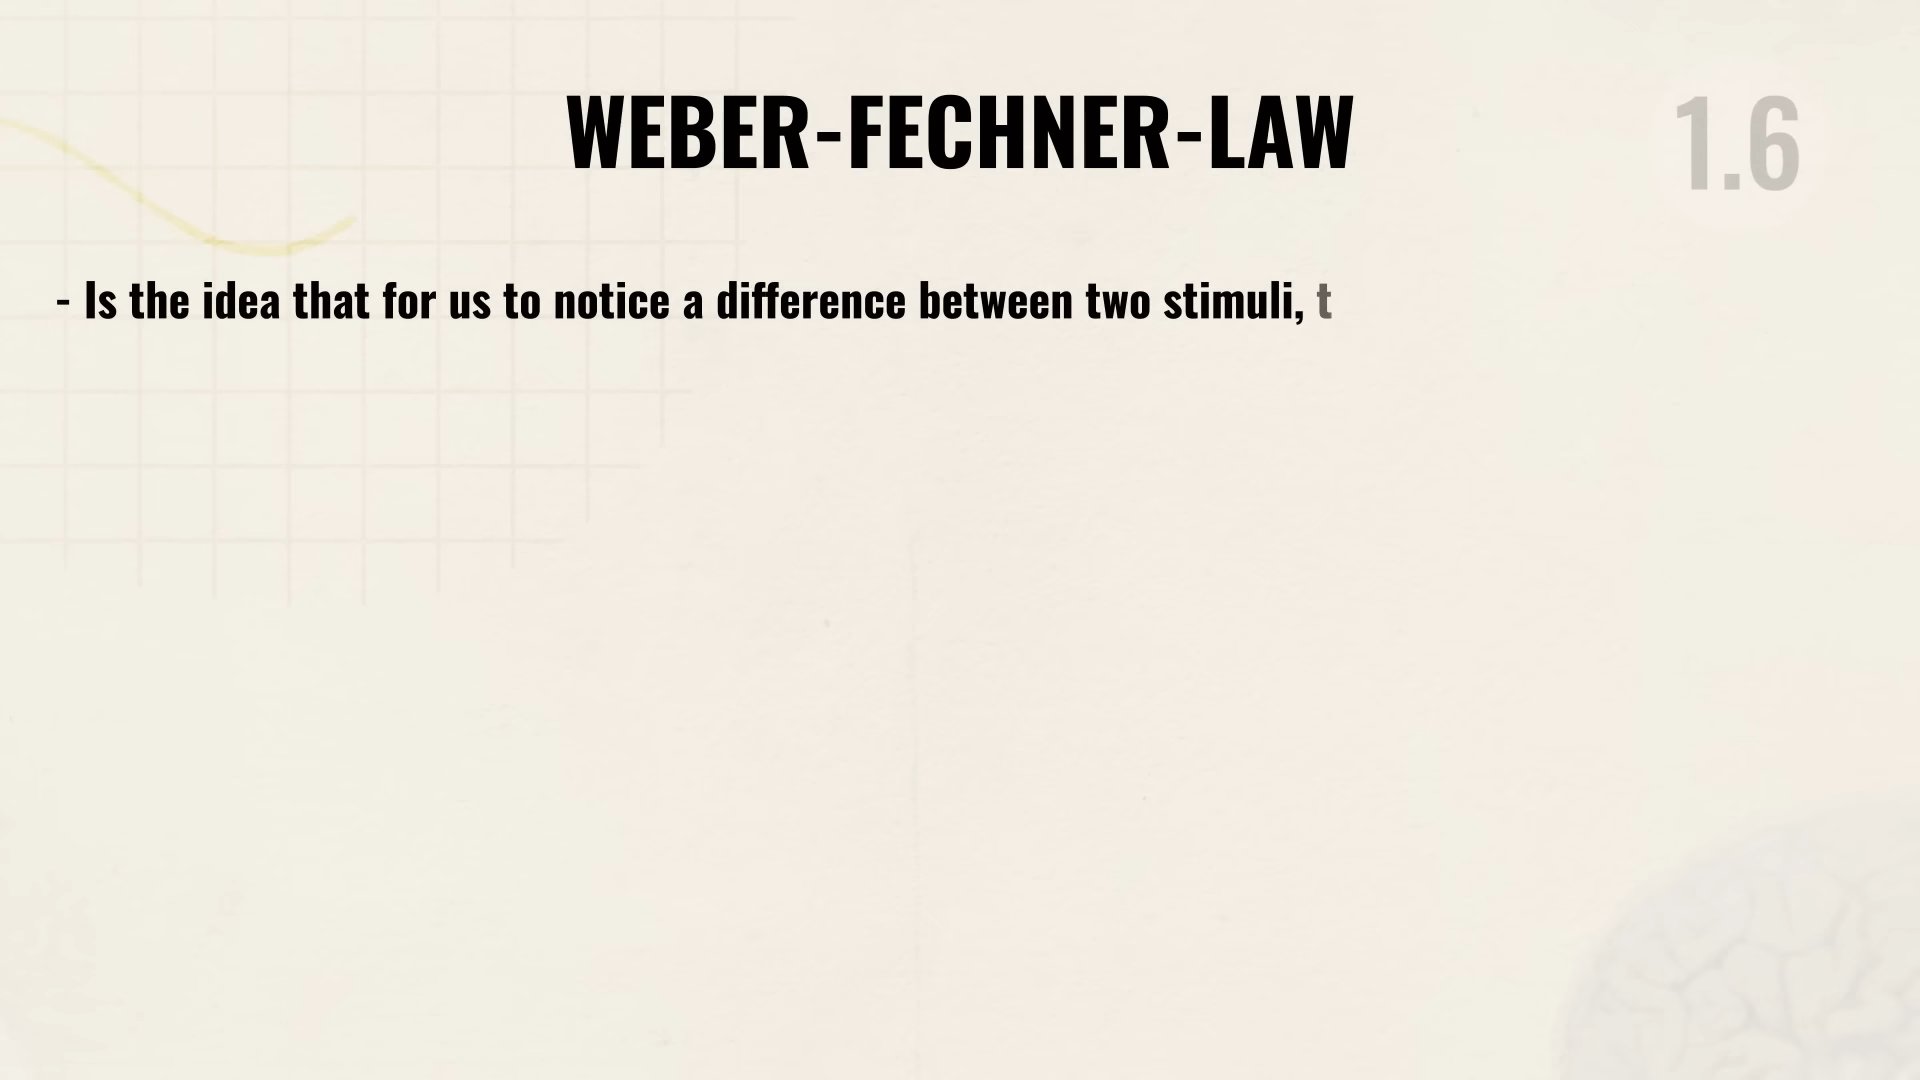 WEBER-FECHNER-LAW
1.6
- Is the idea that for us to notice a difference between two stimuli, t